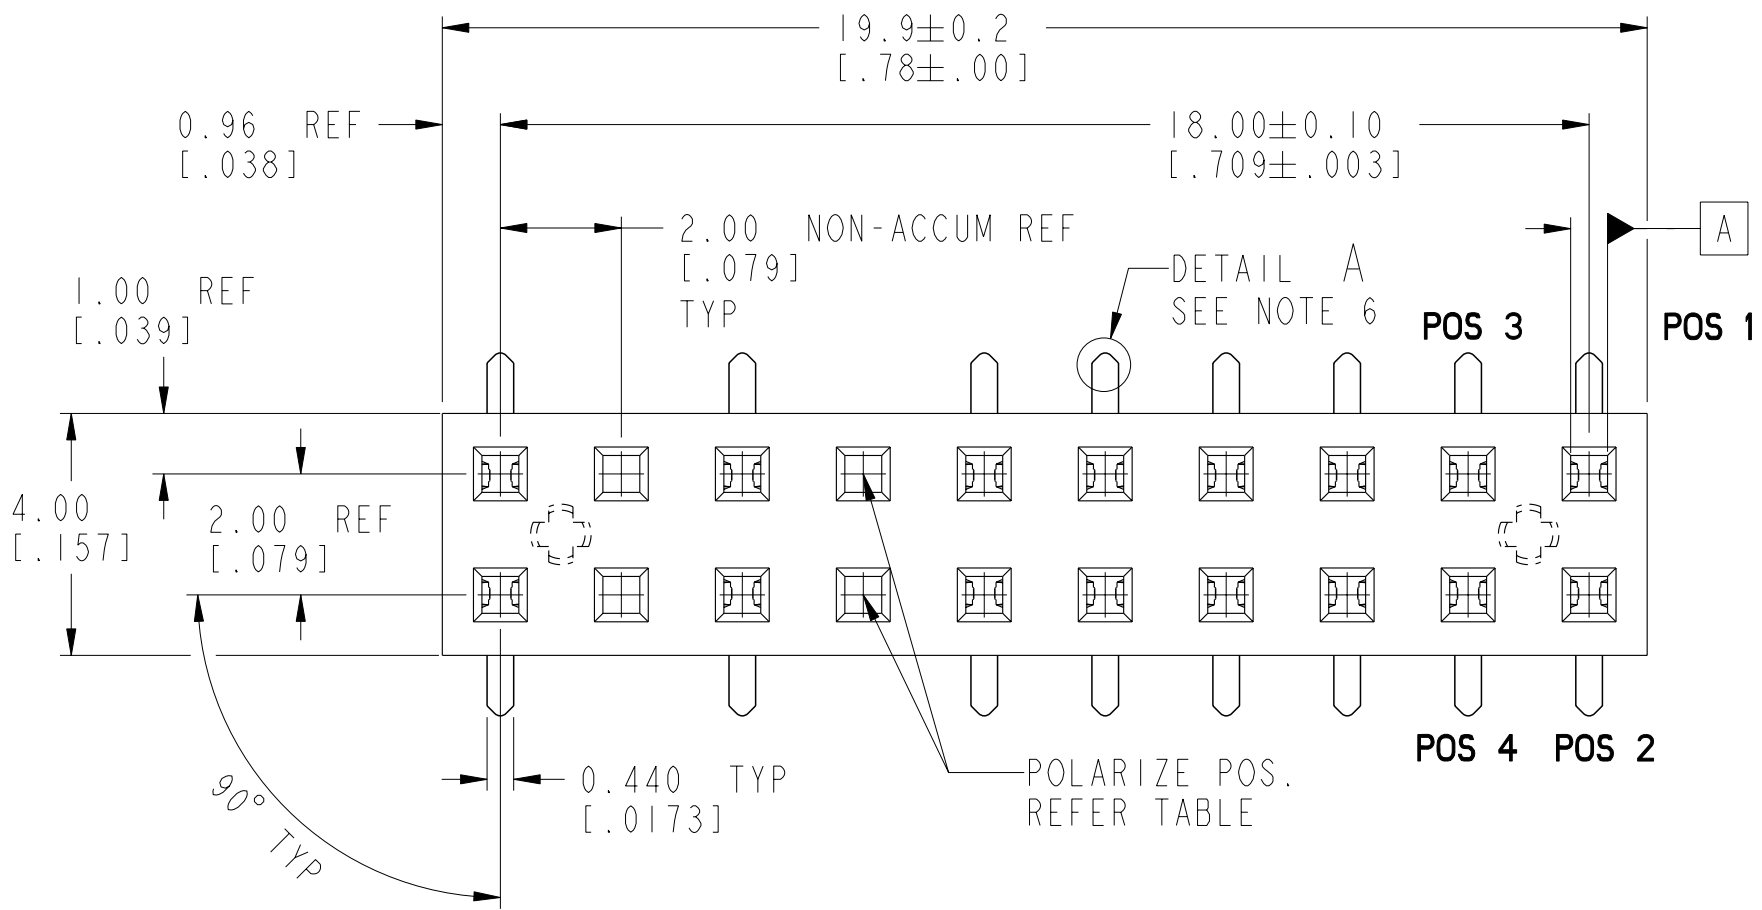 19.9±0.2
[.78±.00]
0.96 REF
[.038]
18.00±0.10
[.709±.003]
2.00 NON-ACCUM REF
[.079]
TYP
A
DETAIL A
SEE NOTE 6
1.00 REF
[.039]
POS 3
POS 1
4.00
[.157]
2.00 REF
[.079]
POS 4
POS 2
0.440 TYP
[.0173]
POLARIZE POS.
REFER TABLE
90° TYP